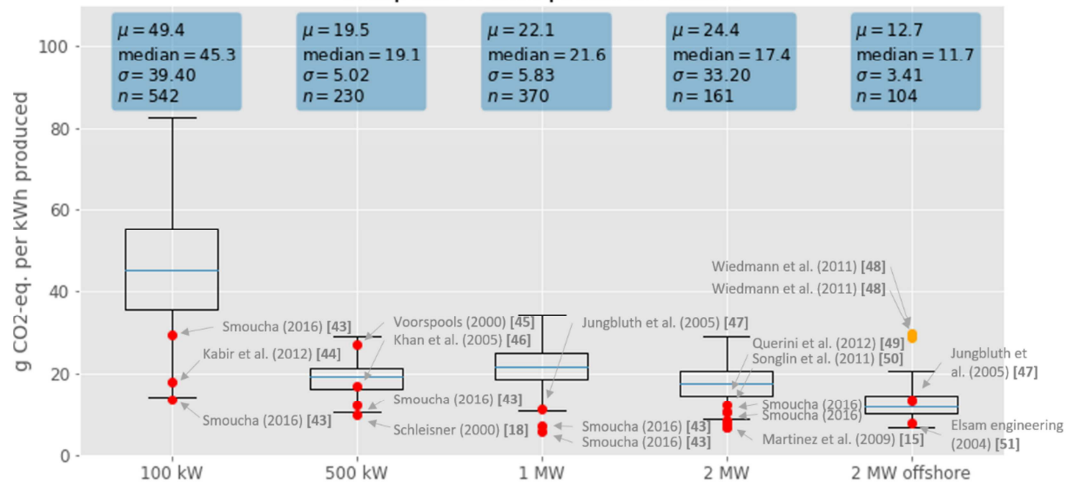 μ = 49.4
median = 45.3
σ = 39.40
n = 542
μ = 19.5
median = 19.1
σ = 5.02
n = 230
μ = 22.1
median = 21.6
σ = 5.83
n = 370
μ = 24.4
median = 17.4
σ = 33.20
n = 161
μ = 12.7
median = 11.7
σ = 3.41
n = 104
g CO2-eq. per kWh produced
100
80
60
40
20
0
Smoucha (2016) [43]
Kabir et al. (2012) [44]
Smoucha (2016) [43]
Voorspools (2000) [45]
Khan et al. (2005) [46]
Smoucha (2016) [43]
Schleisner (2000) [18]
Jungbluth et al. (2005) [47]
Smoucha (2016) [43]
Smoucha (2016) [43]
Wiedmann et al. (2011) [48]
Wiedmann et al. (2011) [48]
Querini et al. (2012) [49]
Songlin et al. (2011) [50]
Smoucha (2016)
Smoucha (2016)
Martinez et al. (2009) [15]
Jungbluth et
al. (2005) [47]
Elsam engineering
(2004) [51]
100 kW
500 kW
1 MW
2 MW
2 MW offshore